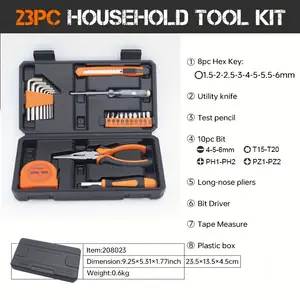 23PC HOUSEHOLD TOOL KIT
① 8pc Hex Key:
⬡1.5-2-2.5-3-4-5-5.5-6mm
② Utility knife
③ Test pencil
④ 10pc Bit
4-5-6mm T15-T20
PH1-PH2 PZ1-PZ2
⑤ Long-nose pliers
⑥ Bit Driver
⑦ Tape Measure
⑧ Plastic box
Item:208023
Dimension:9.25×5.31×1.77inch 23.5×13.5×4.5cm
Weight:0.6kg